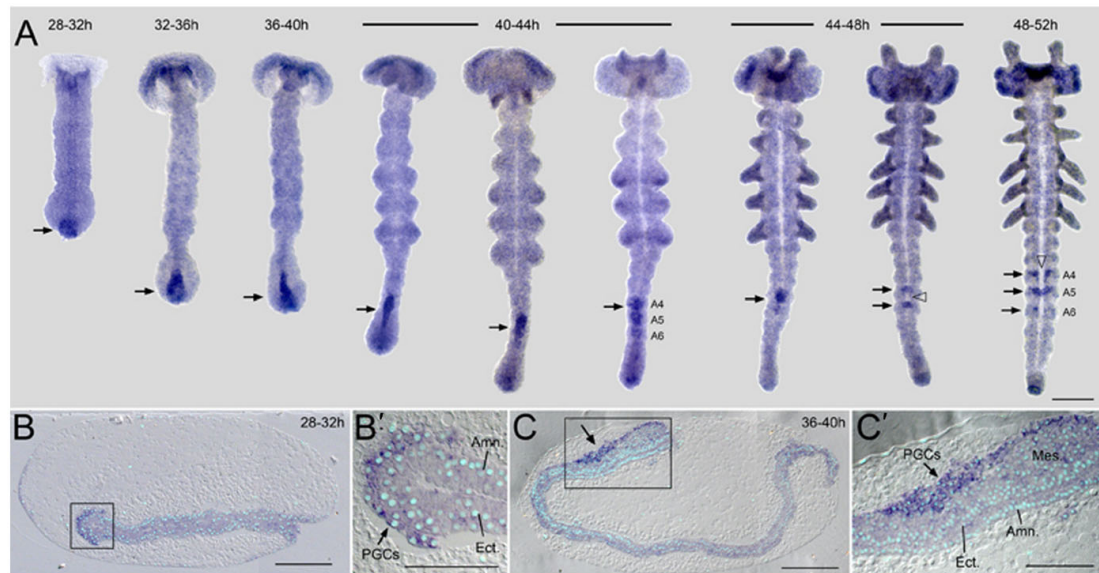 A
28-32h
32-36h
36-40h
40-44h
44-48h
48-52h
A4
A5
A6
A4
A5
A6
B
28-32h
B'
Amn.
PGCs
Ect.
C
36-40h
C'
PGCs
Mes.
Amn.
Ect.